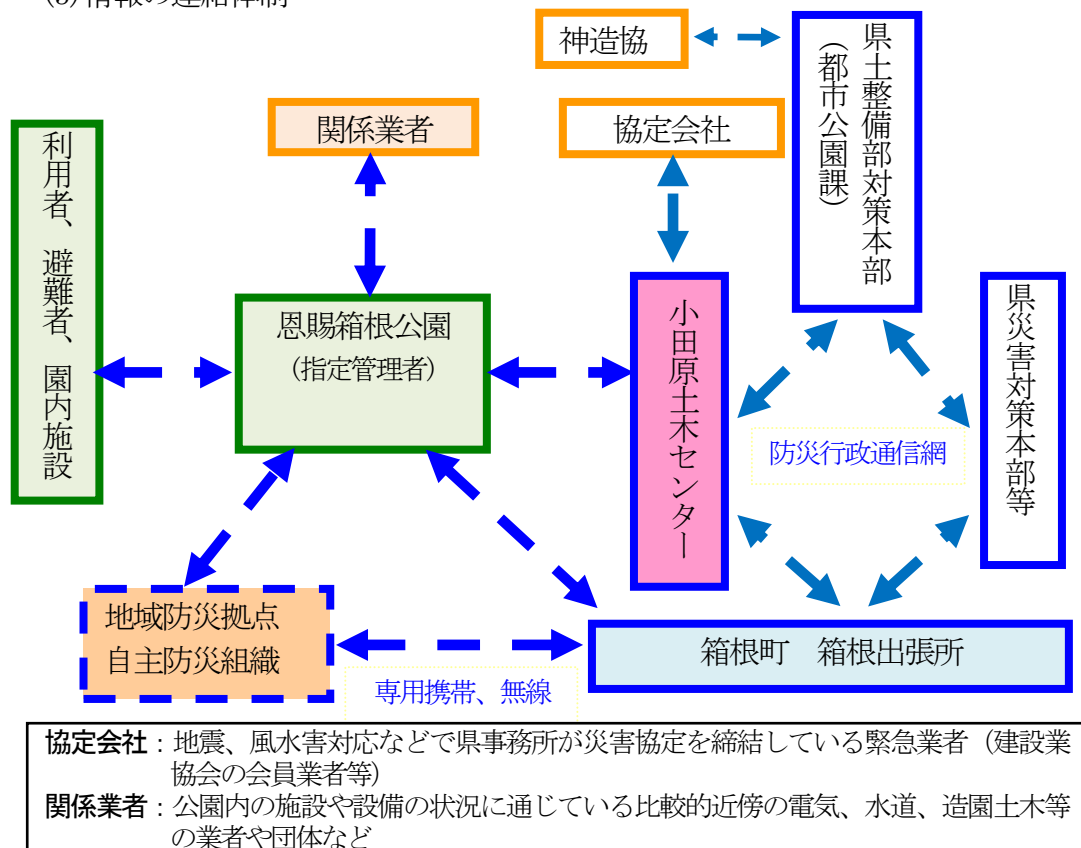 (3) 情報の連絡体制
神造協
県土整備部対策本部
(都市公園課)
関係業者
協定会社
利用者、避難者、園内施設
恩賜箱根公園
(指定管理者)
小田原土木センター
県災害対策本部等
防災行政通信網
地域防災拠点
自主防災組織
箱根町 箱根出張所
専用携帯、無線
協定会社：地震、風水害対応などで県事務所が災害協定を締結している緊急業者（建設業
協会の会員業者等）
関係業者：公園内の施設や設備の状況に通じている比較的近傍の電気、水道、造園土木等
の業者や団体など